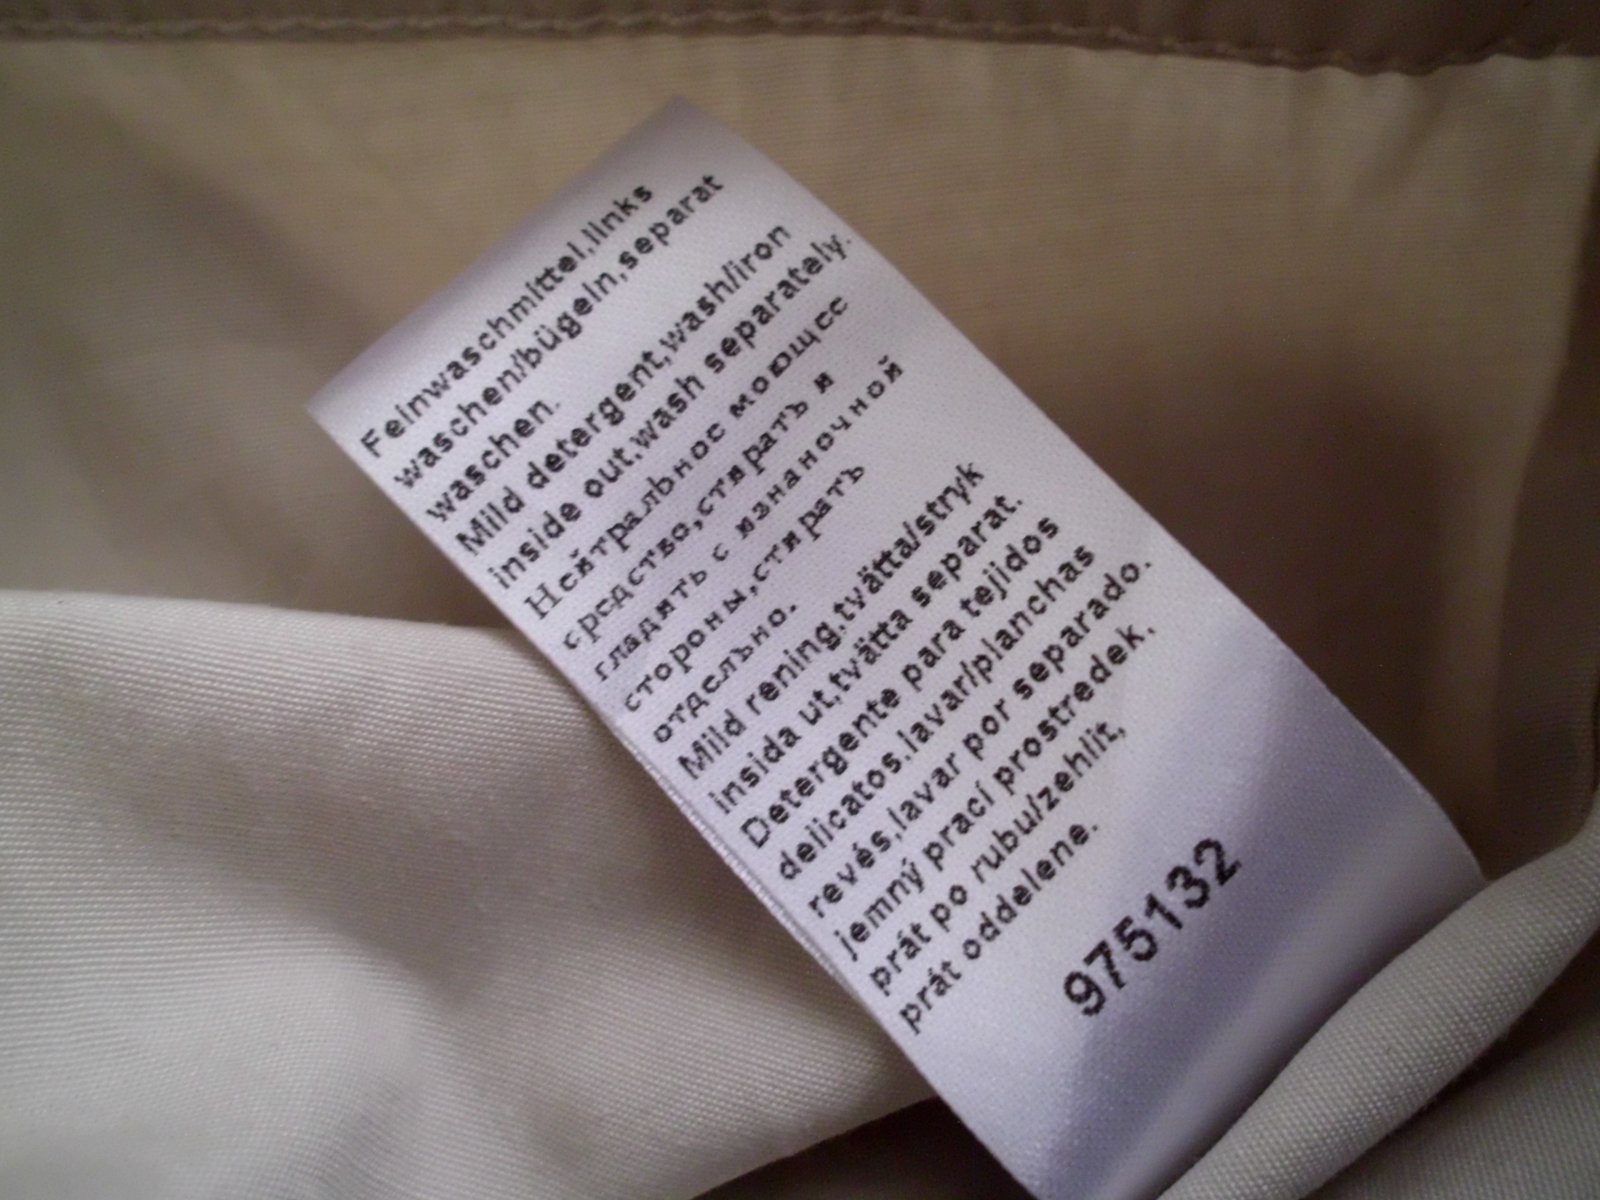 Feinwaschmittel,links
waschen/bügeln,separat
waschen.
Mild detergent,wash/iron
inside out,wash separately.
Нейтральнос моющсс
срсдство,стирать и
гладить с изнаночной
стороны,стирать
отдсльно.
Mild rening,tvätta/stryk
insida ut,tvätta separat.
Detergente para tejidos
delicatos.lavar/planchas
revés,lavar por separado.
jemný prací prostredek.
prát po rubu/zehlit,
prát oddelene.
975132